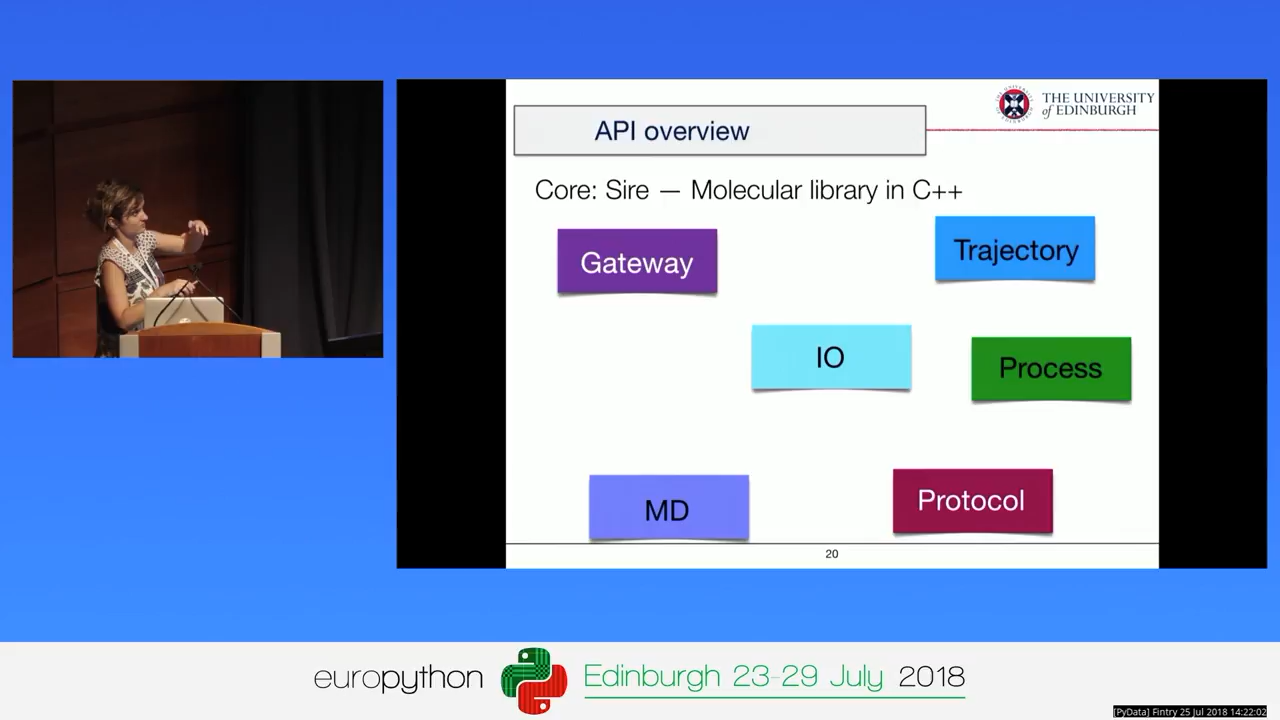 THE UNIVERSITY
of EDINBURGH
API overview
Core: Sire — Molecular library in C++
Gateway
Trajectory
IO
Process
MD
Protocol
20
europython
Edinburgh 23-29 July 2018
[PyData] Fintry 25 Jul 2018 14:22:02